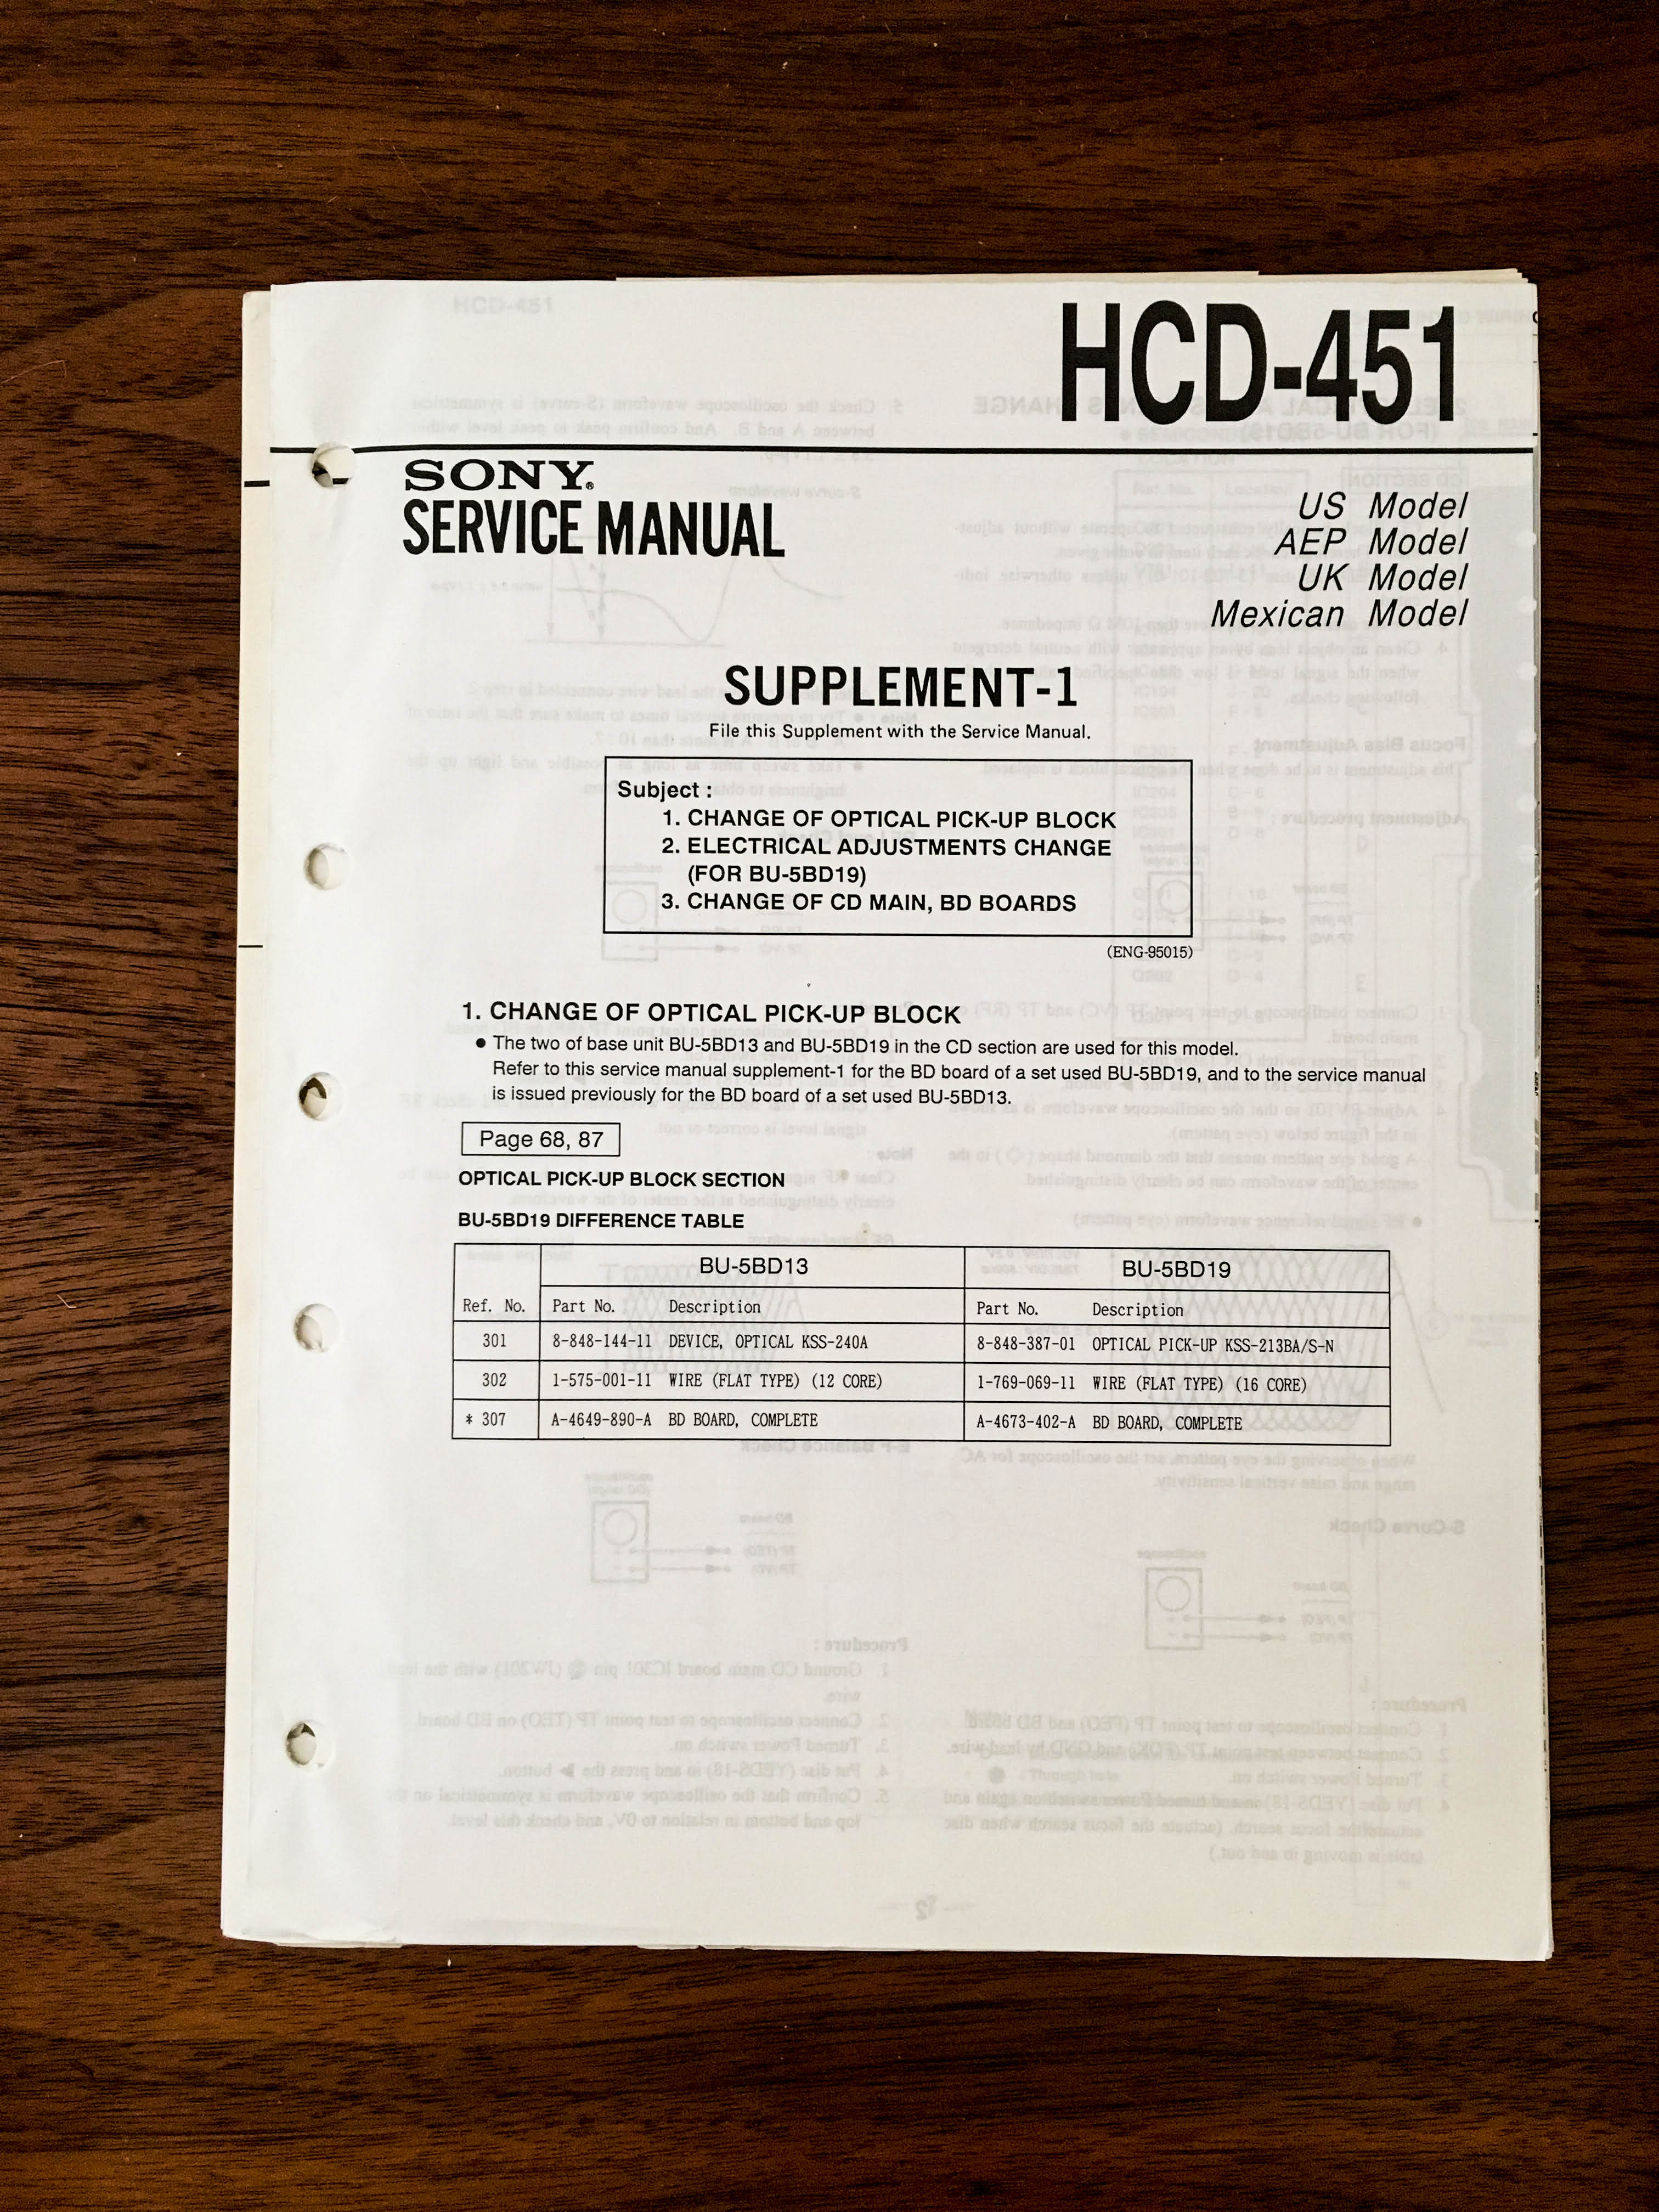 HCD-451
SONY®
SERVICE MANUAL
US Model
AEP Model
UK Model
Mexican Model
SUPPLEMENT-1
File this Supplement with the Service Manual.
Subject :
1. CHANGE OF OPTICAL PICK-UP BLOCK
2. ELECTRICAL ADJUSTMENTS CHANGE
(FOR BU-5BD19)
3. CHANGE OF CD MAIN, BD BOARDS
(ENG-95015)
1. CHANGE OF OPTICAL PICK-UP BLOCK
● The two of base unit BU-5BD13 and BU-5BD19 in the CD section are used for this model.
Refer to this service manual supplement-1 for the BD board of a set used BU-5BD19, and to the service manual
is issued previously for the BD board of a set used BU-5BD13.
Page 68, 87
OPTICAL PICK-UP BLOCK SECTION
BU-5BD19 DIFFERENCE TABLE
BU-5BD13 BU-5BD19
Ref. No. Part No. Description Part No. Description
301 8-848-144-11 DEVICE, OPTICAL KSS-240A 8-848-387-01 OPTICAL PICK-UP KSS-213BA/S-N
302 1-575-001-11 WIRE (FLAT TYPE) (12 CORE) 1-769-069-11 WIRE (FLAT TYPE) (16 CORE)
* 307 A-4649-890-A BD BOARD, COMPLETE A-4673-402-A BD BOARD, COMPLETE